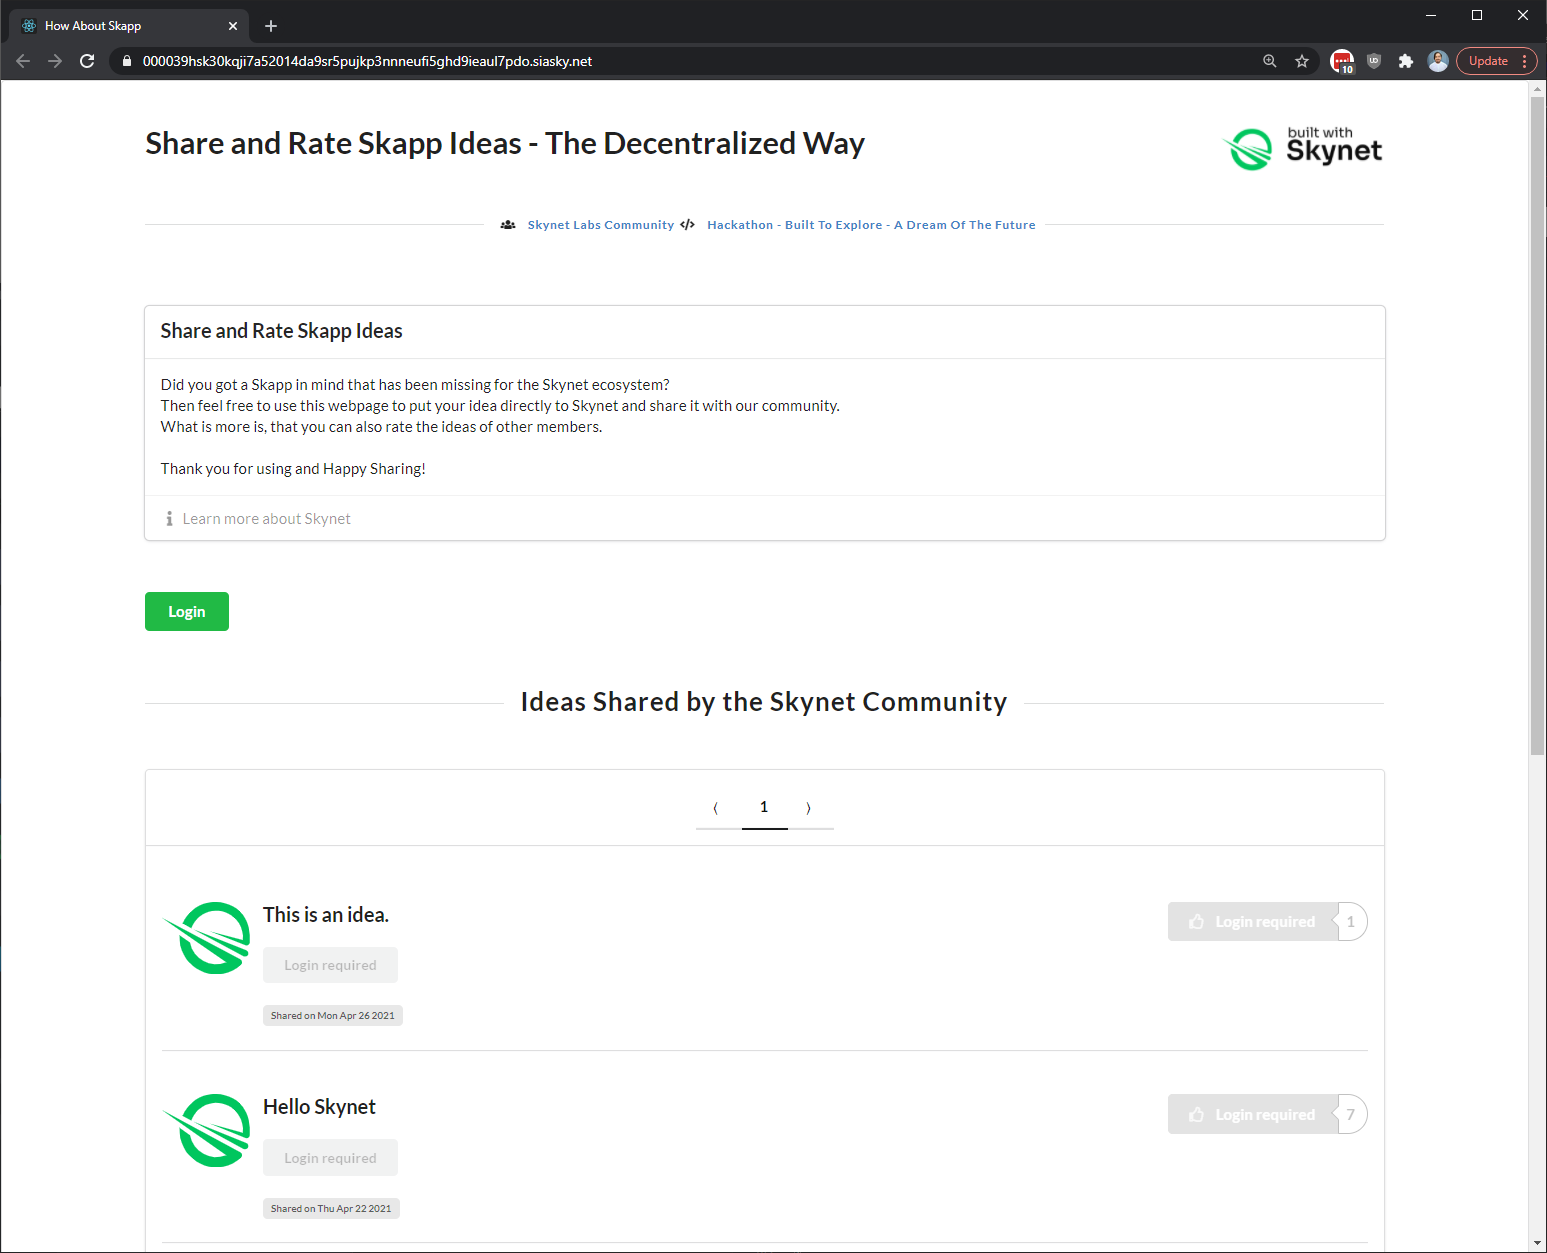 How About Skapp
000039hsk30kqji7a52014da9sr5pujkp3nnneufi5ghd9ieaul7pdo.siasky.net
10
UD
Update
Share and Rate Skapp Ideas - The Decentralized Way
built with
Skynet
Skynet Labs Community
Hackathon - Built To Explore - A Dream Of The Future
Share and Rate Skapp Ideas
Did you got a Skapp in mind that has been missing for the Skynet ecosystem?
Then feel free to use this webpage to put your idea directly to Skynet and share it with our community.
What is more is, that you can also rate the ideas of other members.
Thank you for using and Happy Sharing!
Learn more about Skynet
Login
Ideas Shared by the Skynet Community
⟨ 1 ⟩
This is an idea.
Login required 1
Login required
Shared on Mon Apr 26 2021
Hello Skynet
Login required 7
Login required
Shared on Thu Apr 22 2021